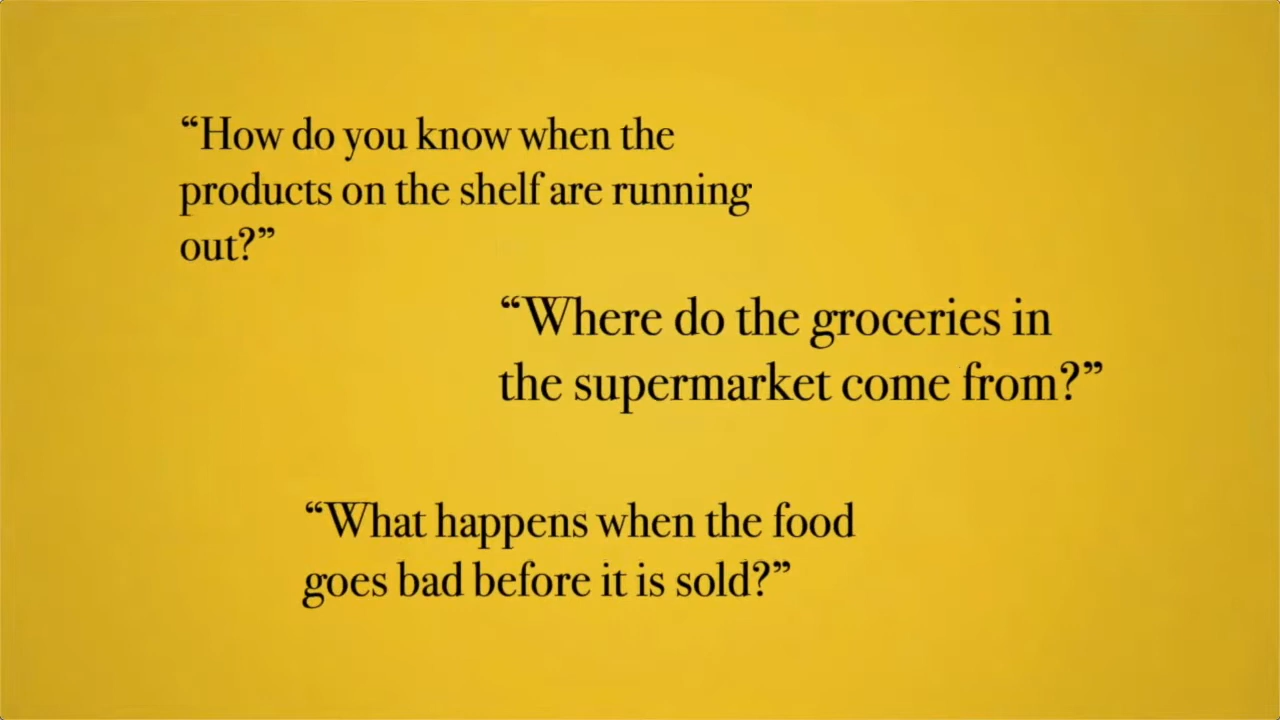 “How do you know when the
products on the shelf are running
out?”
“Where do the groceries in
the supermarket come from?”
“What happens when the food
goes bad before it is sold?”